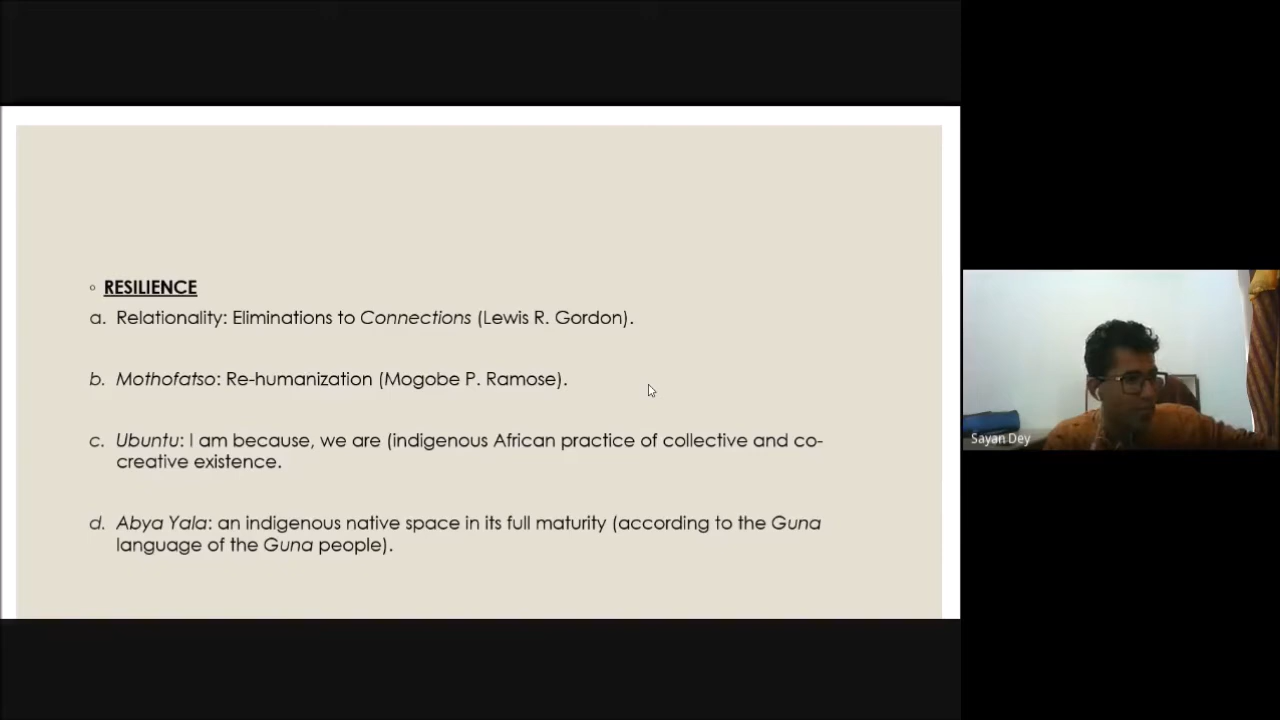 RESILIENCE
a. Relationality: Eliminations to Connections (Lewis R. Gordon).
b. Mothofatso: Re-humanization (Mogobe P. Ramose).
c. Ubuntu: I am because, we are (indigenous African practice of collective and co-
creative existence.
d. Abya Yala: an indigenous native space in its full maturity (according to the Guna
language of the Guna people).
Sayan Dey